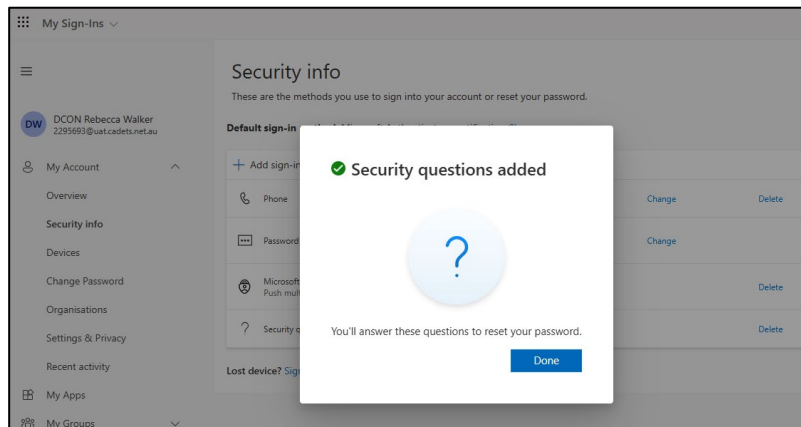 My Sign-Ins
DW
DCON Rebecca Walker
2295693@uat.cadets.net.au
My Account
Overview
Security info
Devices
Change Password
Organisations
Settings & Privacy
Recent activity
My Apps
My Groups
Security info
These are the methods you use to sign into your account or reset your password.
Default sign-in
+ Add sign-in
Phone Change Delete
Password Change
Microsoft Delete
Push
Security Delete
Lost device?
Security questions added
?
You'll answer these questions to reset your password.
Done